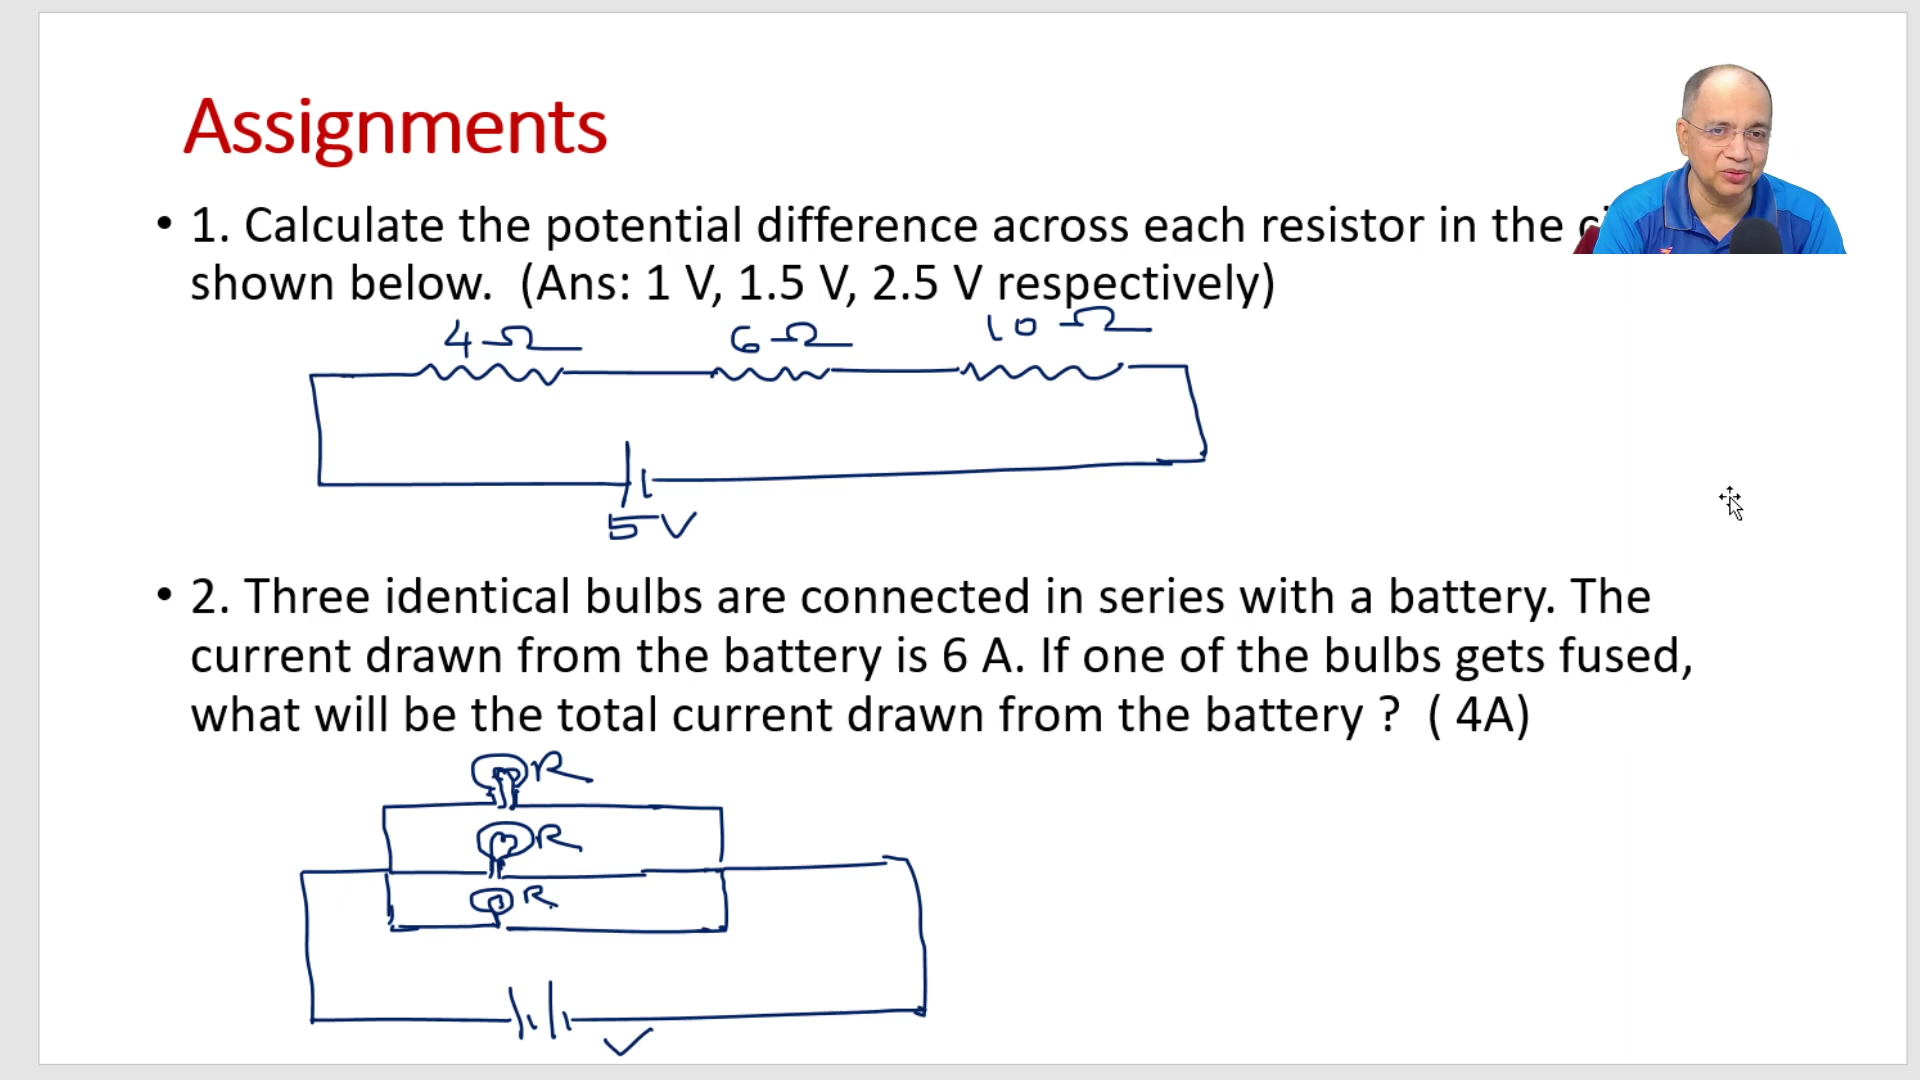 Assignments
• 1. Calculate the potential difference across each resistor in the
shown below. (Ans: 1 V, 1.5 V, 2.5 V respectively)
4Ω 6Ω 10Ω
5V
• 2. Three identical bulbs are connected in series with a battery. The
current drawn from the battery is 6 A. If one of the bulbs gets fused,
what will be the total current drawn from the battery ? ( 4A)
R
R
R
V